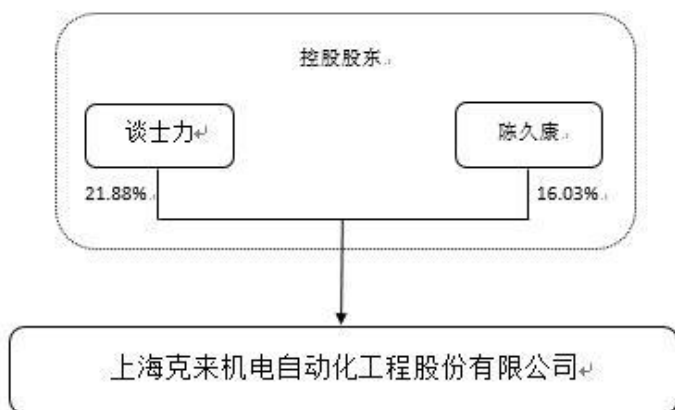 控股股东
谈士力
陈久康
21.88%
16.03%
上海克来机电自动化工程股份有限公司